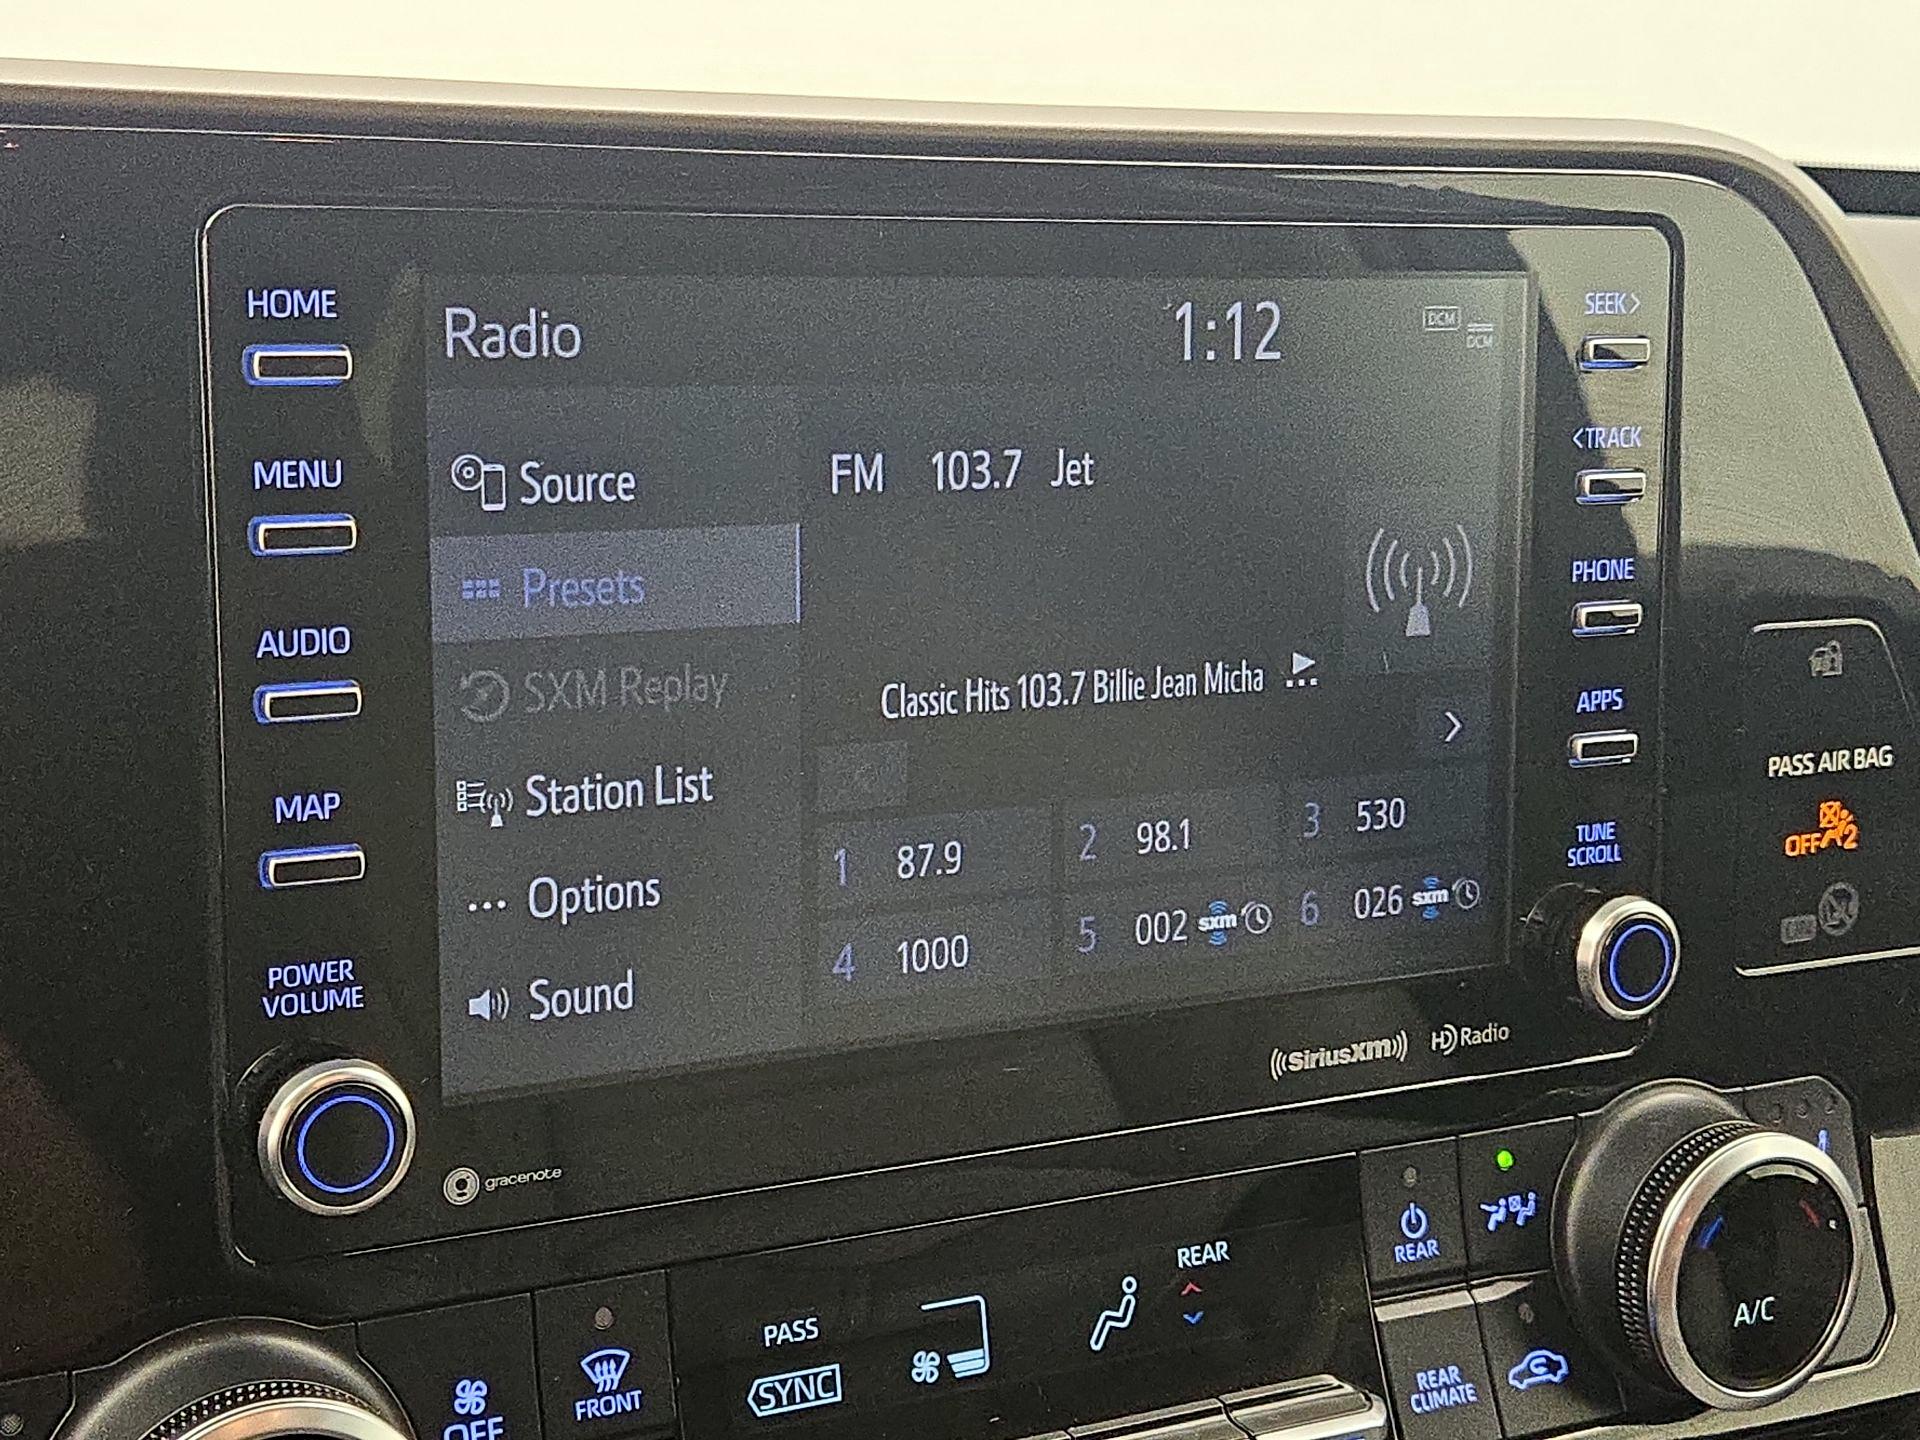 HOME
MENU
AUDIO
MAP
POWER
VOLUME
Radio
1:12
DCM
DCM
Source
Presets
SXM Replay
Station List
Options
Sound
FM 103.7 Jet
Classic Hits 103.7 Billie Jean Micha
1 87.9
2 98.1
3 530
4 1000
5 002 sxm
6 026 sxm
SEEK>
<TRACK
PHONE
APPS
TUNE
SCROLL
PASS AIR BAG
OFF 2
((SiriusXM))
HD Radio
gracenote
OFF
FRONT
PASS
SYNC
REAR
REAR
REAR
CLIMATE
A/C